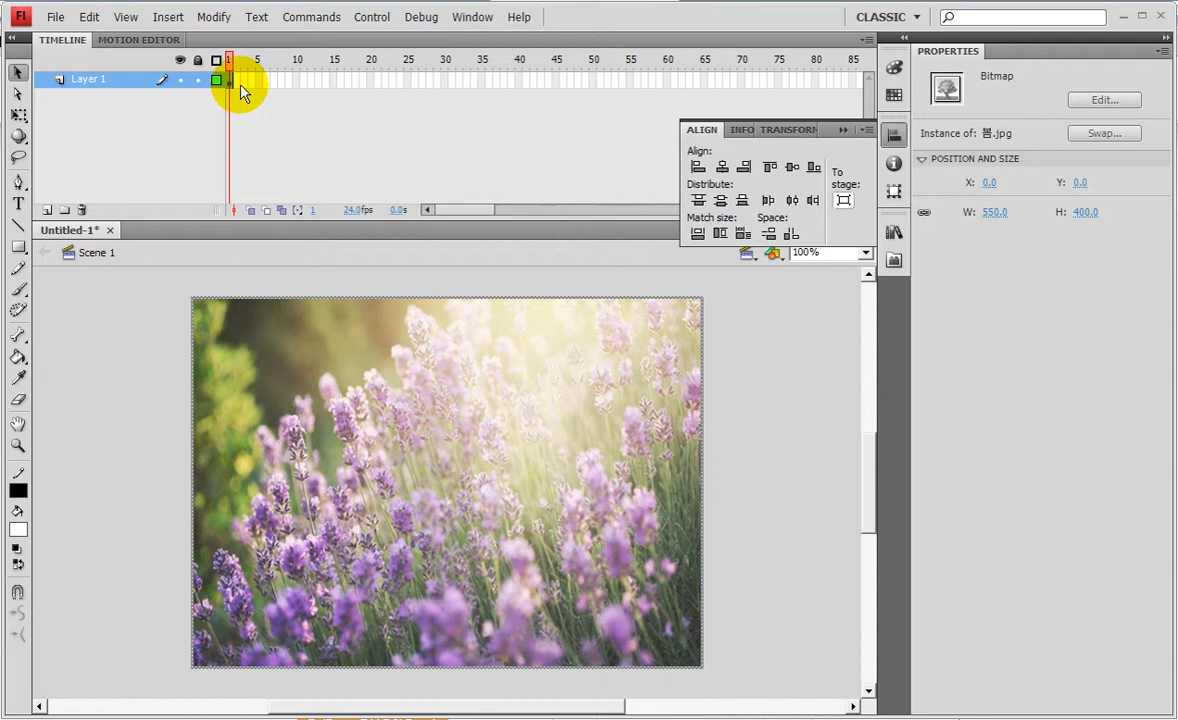 Fl File Edit View Insert Modify Text Commands Control Debug Window Help CLASSIC
TIMELINE MOTION EDITOR
1 5 10 15 20 25 30 35 40 45 50 55 60 65 70 75 80 85
Layer 1
1 24.0fps 0.0s
Untitled-1*
Scene 1
100%
ALIGN INFO TRANSFORM
Align:
To
stage:
Distribute:
Match size: Space:
PROPERTIES
Bitmap
Edit...
Instance of: 봄.jpg Swap...
POSITION AND SIZE
X: 0.0 Y: 0.0
W: 550.0 H: 400.0